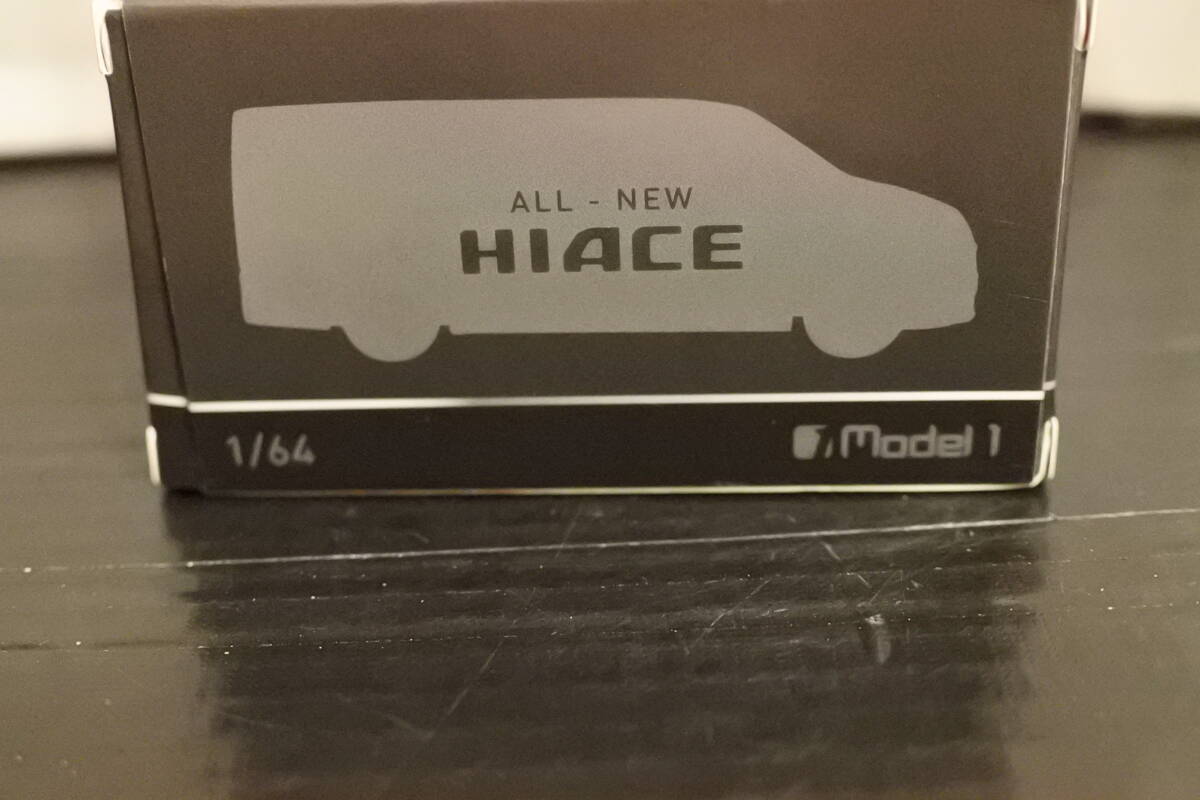 ALL - NEW
HIACE
1/64
Model 1